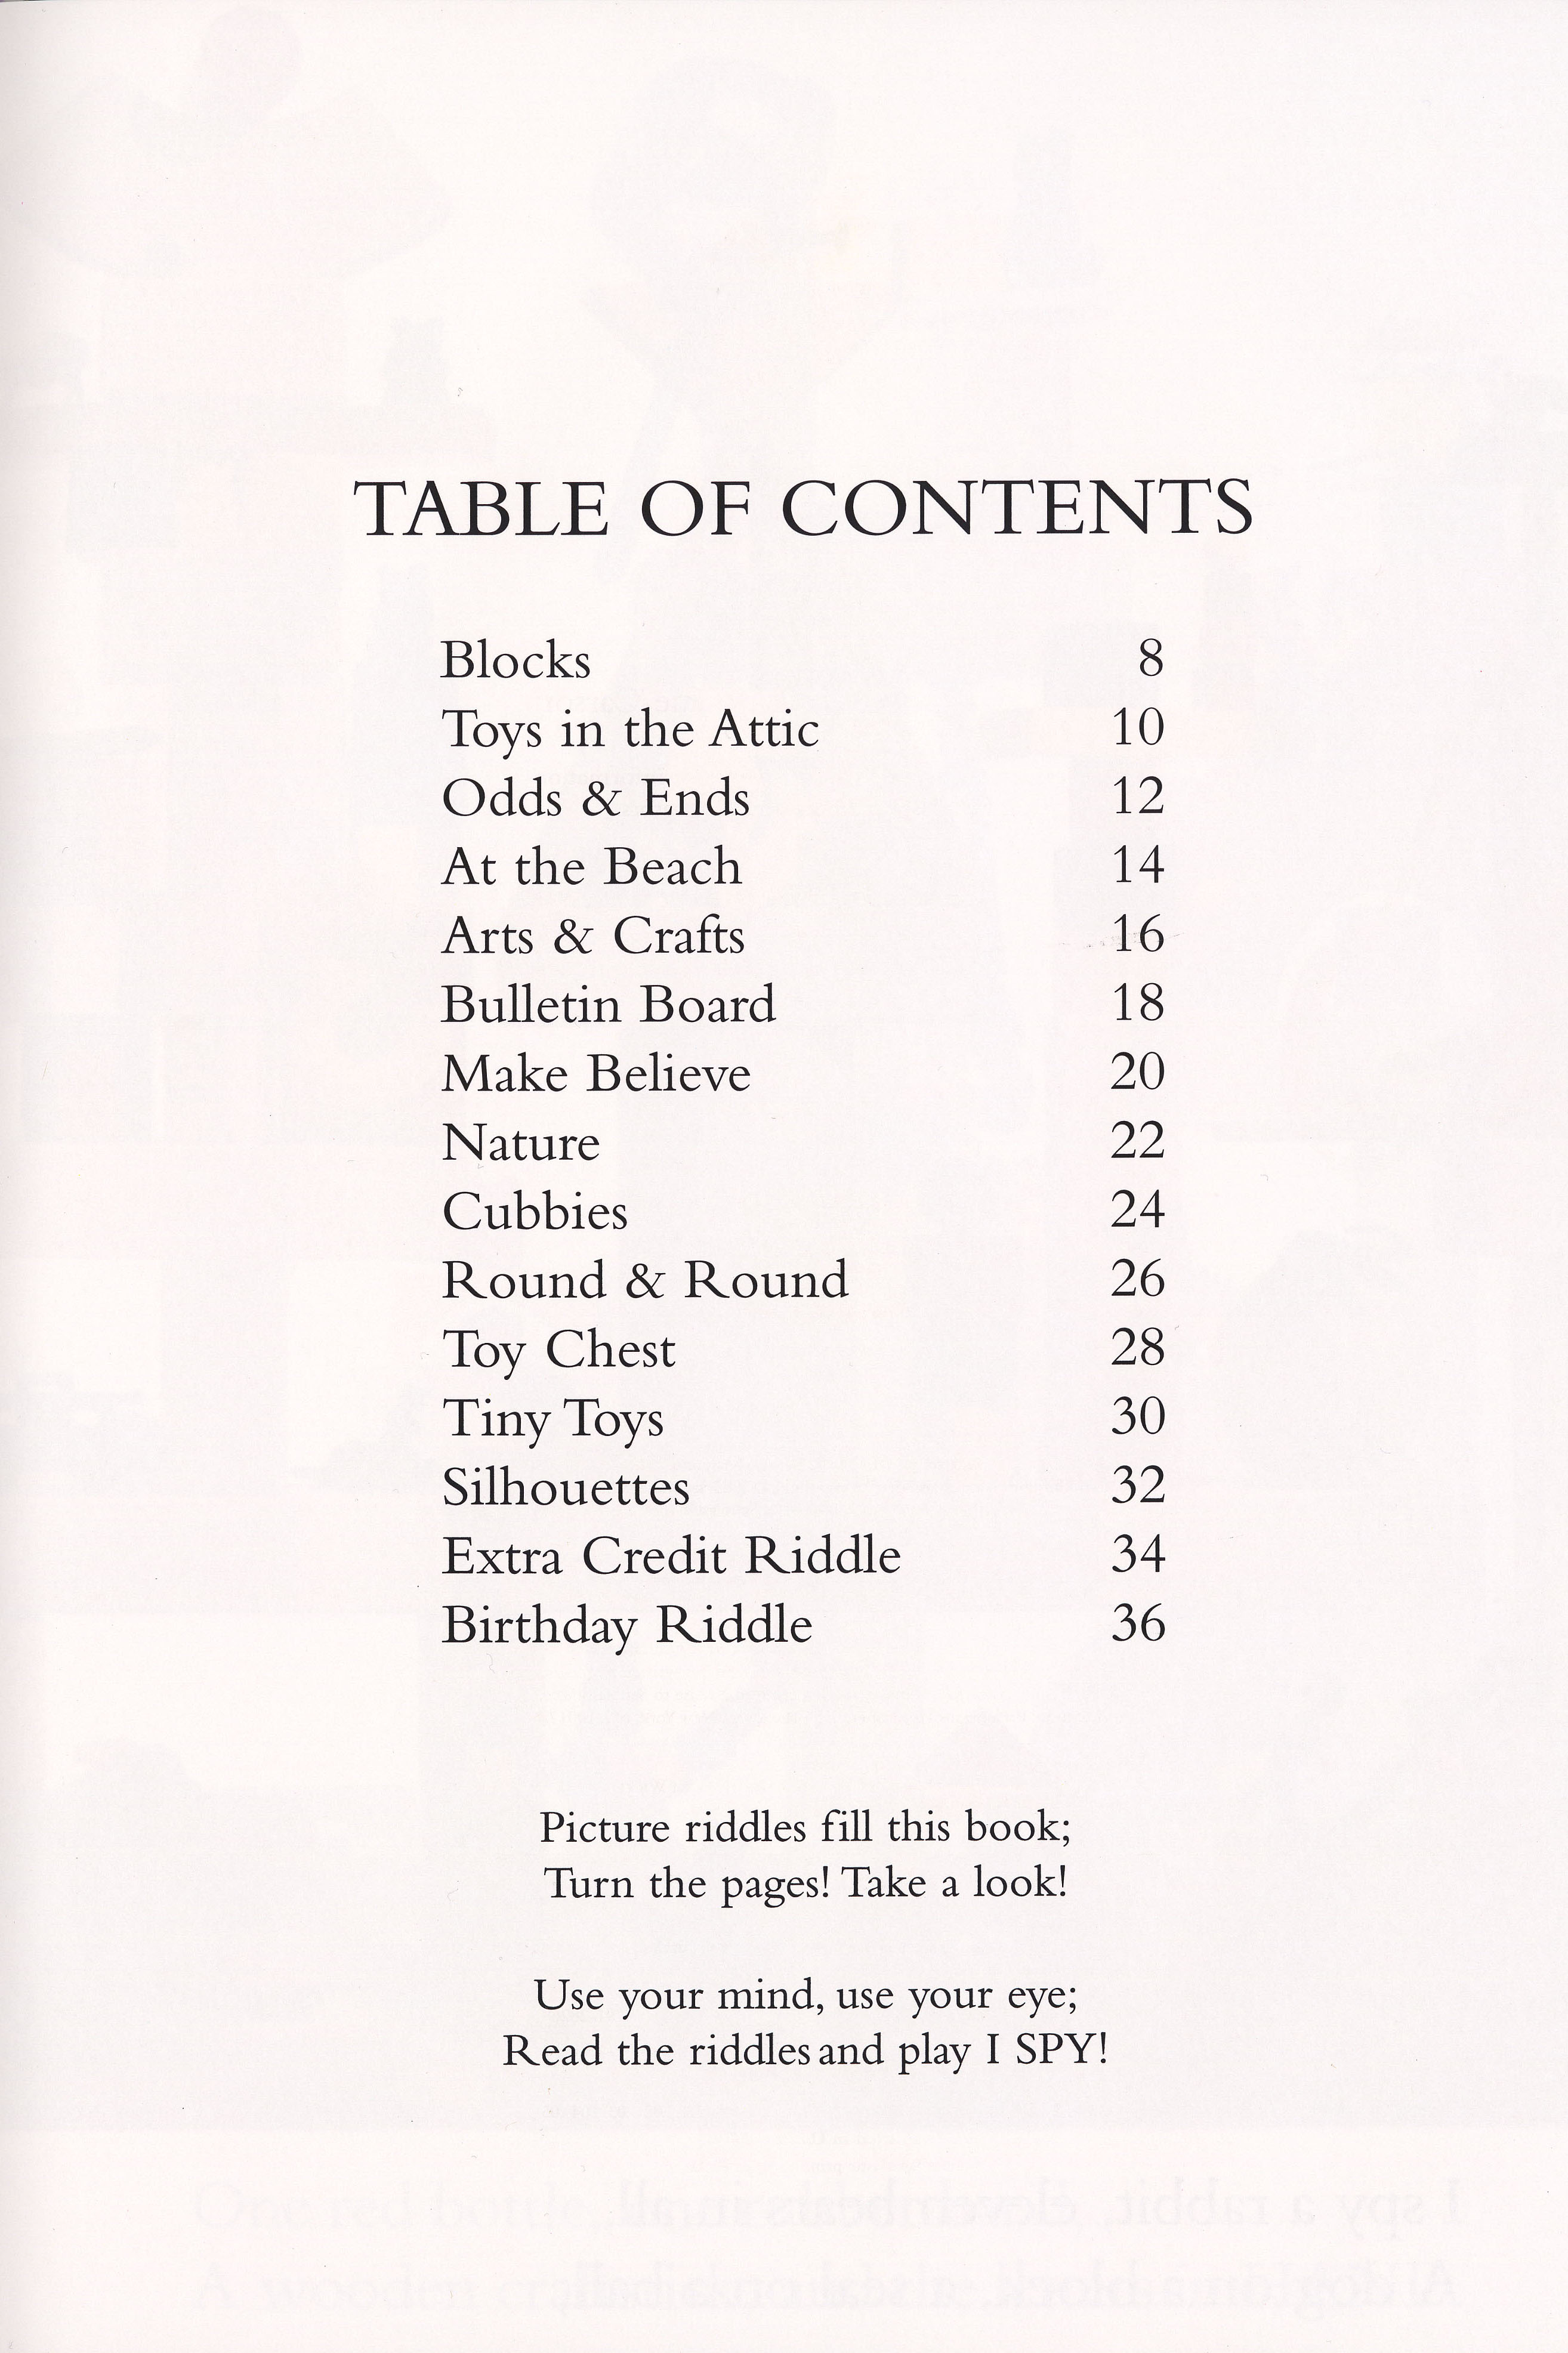 TABLE OF CONTENTS
Blocks 8
Toys in the Attic 10
Odds & Ends 12
At the Beach 14
Arts & Crafts 16
Bulletin Board 18
Make Believe 20
Nature 22
Cubbies 24
Round & Round 26
Toy Chest 28
Tiny Toys 30
Silhouettes 32
Extra Credit Riddle 34
Birthday Riddle 36
Picture riddles fill this book;
Turn the pages! Take a look!
Use your mind, use your eye;
Read the riddles and play I SPY!